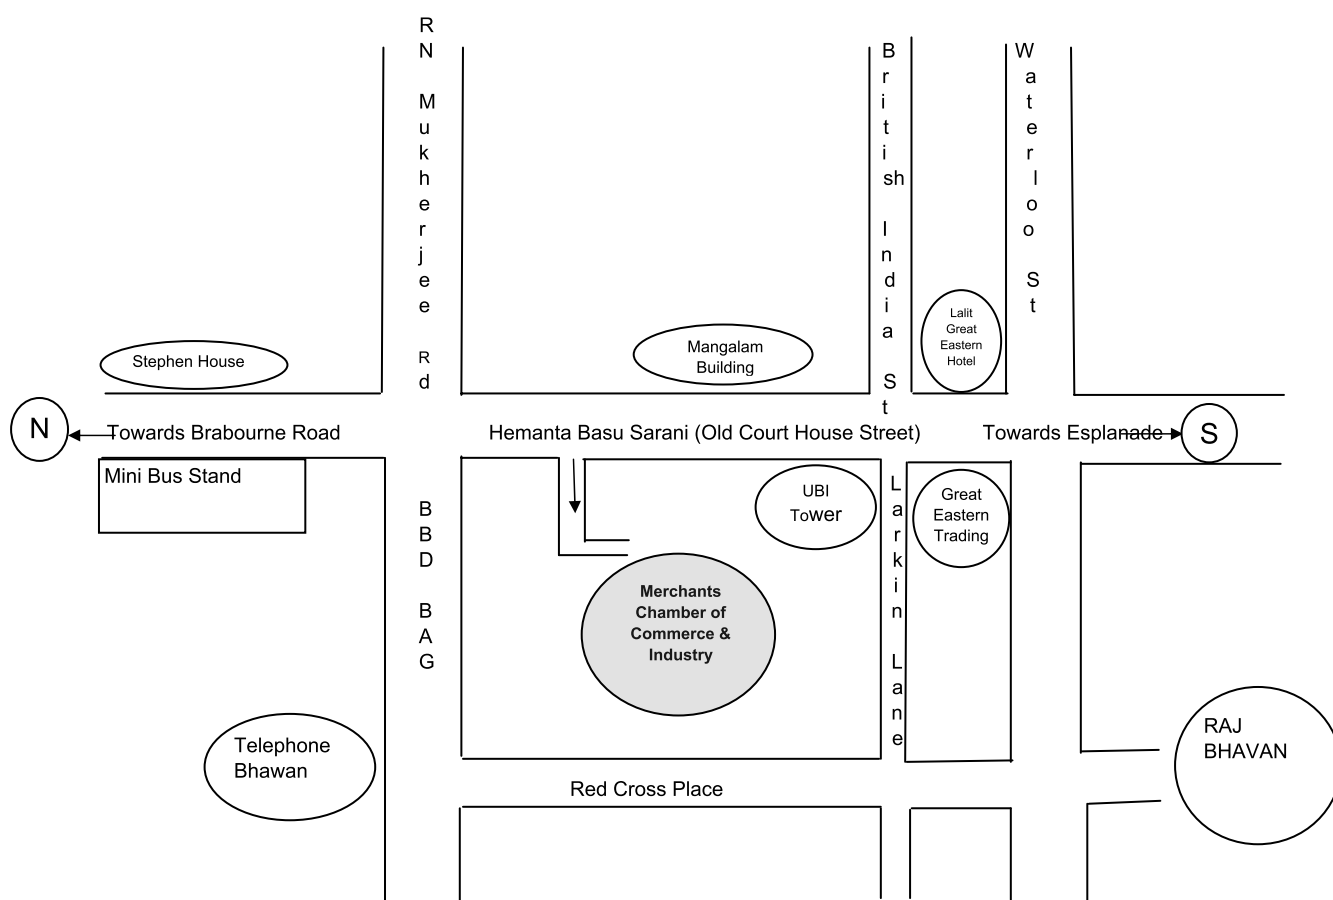 RN Mukherjee Rd
British India St
Waterloo St
Lalit
Great
Eastern
Hotel
Stephen House
Mangalam
Building
N
Towards Brabourne Road
Hemanta Basu Sarani (Old Court House Street)
Towards Esplanade
S
Mini Bus Stand
BBD BAG
UBI
Tower
Larkin Lane
Great
Eastern
Trading
Merchants
Chamber of
Commerce &
Industry
Telephone
Bhawan
RAJ
BHAVAN
Red Cross Place